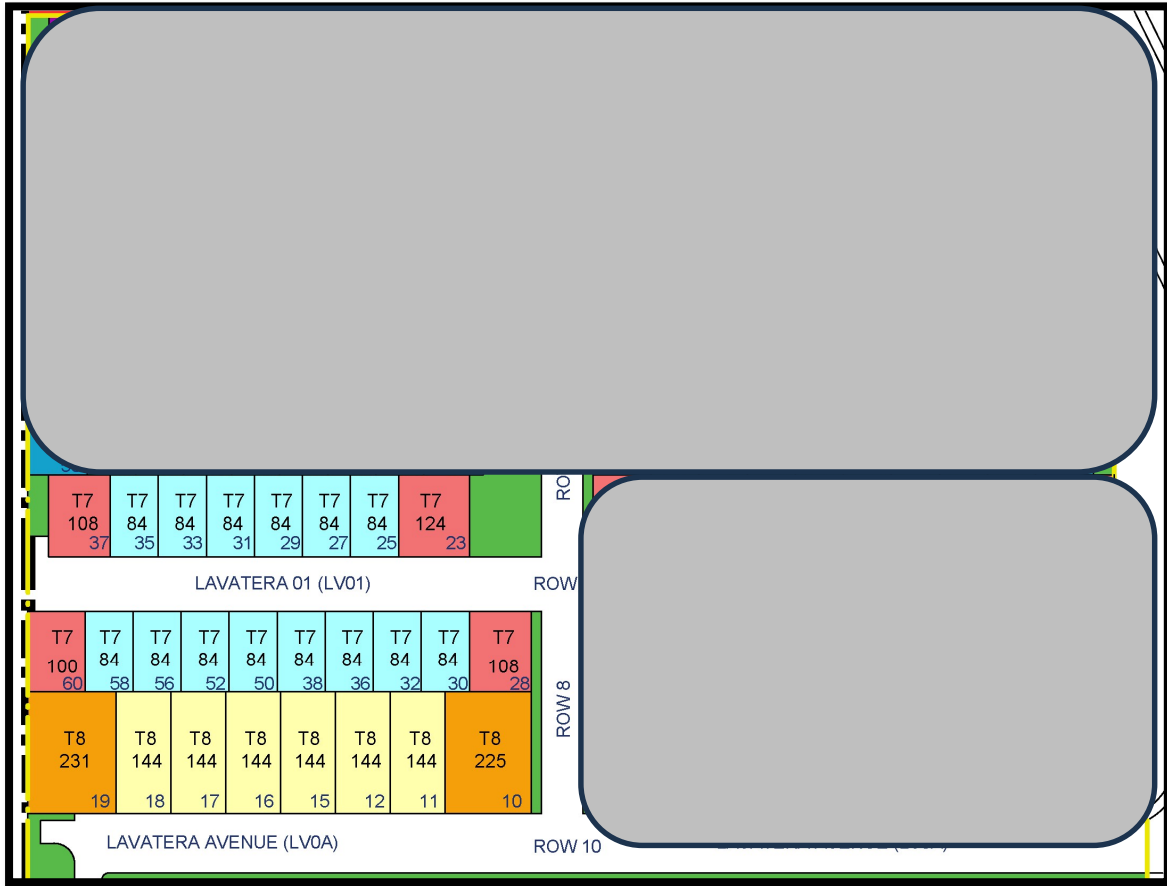 T7 T7 T7 T7 T7 T7 T7 T7
108 84 84 84 84 84 84 124
37 35 33 31 29 27 25 23
LAVATERA 01 (LV01)
ROW
T7 T7 T7 T7 T7 T7 T7 T7 T7 T7
100 84 84 84 84 84 84 84 84 108
60 58 56 52 50 38 36 32 30 28
ROW 8
T8 T8 T8 T8 T8 T8 T8 T8
231 144 144 144 144 144 144 225
19 18 17 16 15 12 11 10
LAVATERA AVENUE (LV0A)
ROW 10